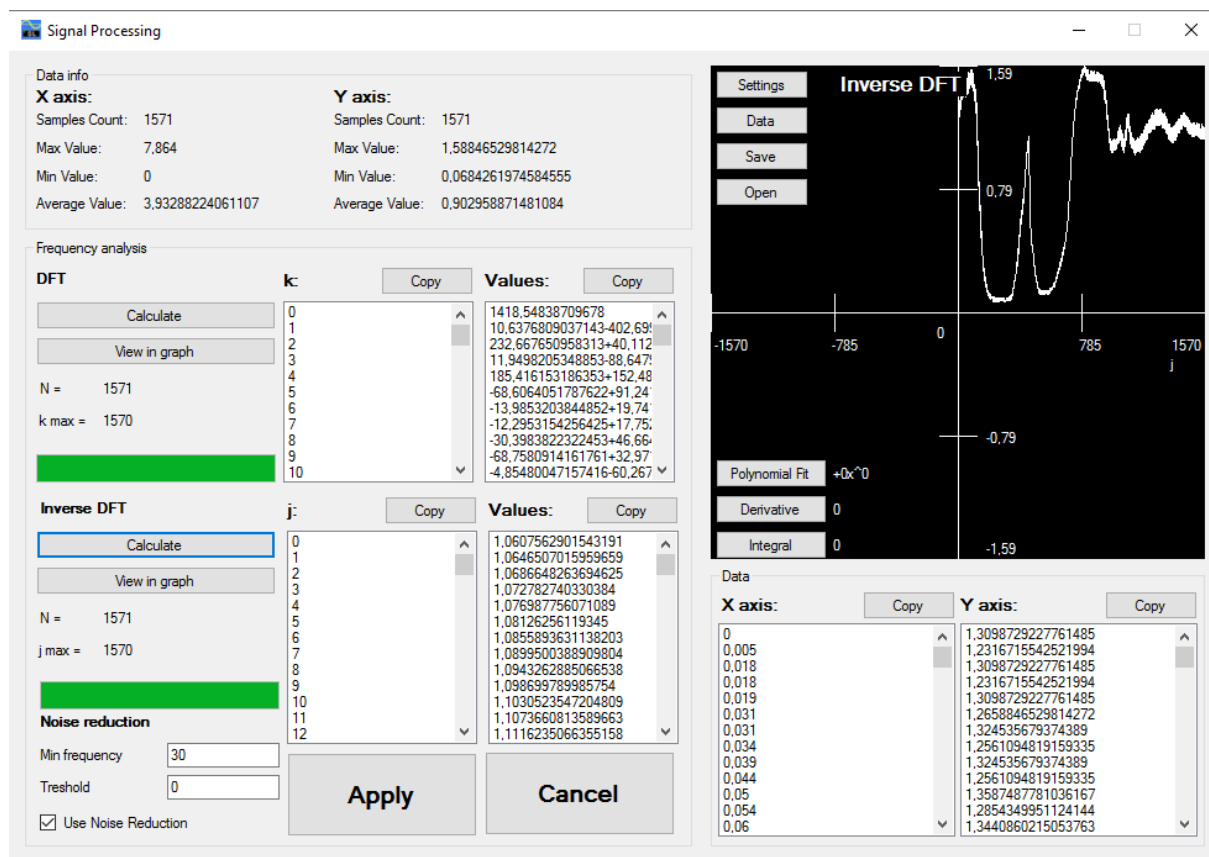 Signal Processing
Data info
X axis:
Samples Count: 1571
Max Value: 7,864
Min Value: 0
Average Value: 3,93288224061107
Y axis:
Samples Count: 1571
Max Value: 1,58846529814272
Min Value: 0,0684261974584555
Average Value: 0,902958871481084
Frequency analysis
DFT
Calculate
View in graph
N = 1571
k max = 1570
k: Copy
0
1
2
3
4
5
6
7
8
9
10
Values: Copy
1418,54838709678
10,6376809037143-402,695
232,667650958313+40,112
11,9498205348853-88,6475
185,416153186353+152,48
-68,6064051787622+91,24
-13,9853203844852+19,74
-12,2953154256425+17,752
-30,3983822322453+46,664
-68,7580914161761+32,97
-4,85480047157416-60,267
Inverse DFT
Calculate
View in graph
N = 1571
j max = 1570
j: Copy
0
1
2
3
4
5
6
7
8
9
10
11
12
Values: Copy
1,0607562901543191
1,0646507015959659
1,0686648263694625
1,072782740330384
1,076987756071089
1,08126256119345
1,0855893631138203
1,0899500388909804
1,0943262885066538
1,098699789985754
1,1030523547204809
1,1073660813589663
1,1116235066355158
Noise reduction
Min frequency 30
Treshold 0
Use Noise Reduction
Apply
Cancel
Settings
Data
Save
Open
Inverse DFT
1,59
0,79
-1570
-785
0
785
1570
j
-0,79
-1,59
Polynomial Fit +0x^0
Derivative 0
Integral 0
Data
X axis: Copy
0
0,005
0,018
0,018
0,019
0,031
0,031
0,034
0,039
0,044
0,05
0,054
0,06
Y axis: Copy
1,3098729227761485
1,2316715542521994
1,3098729227761485
1,2316715542521994
1,3098729227761485
1,2658846529814272
1,324535679374389
1,2561094819159335
1,324535679374389
1,2561094819159335
1,3587487781036167
1,2854349951124144
1,3440860215053763